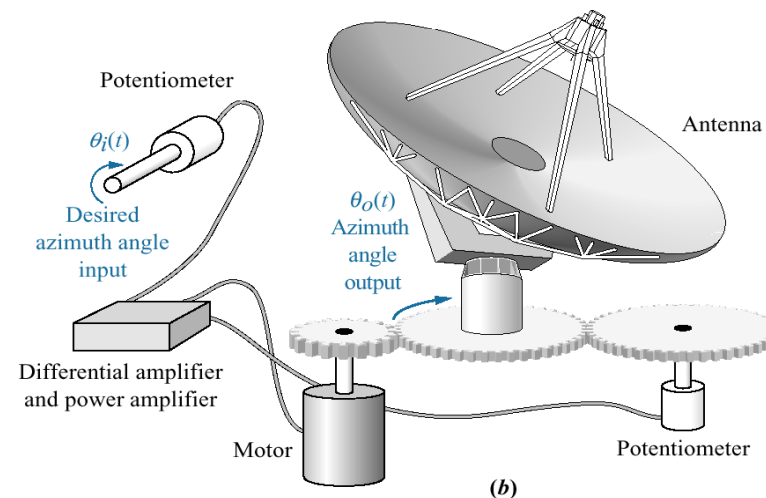 Potentiometer
Antenna
θi(t)
Desired
azimuth angle
input
θo(t)
Azimuth
angle
output
Differential amplifier
and power amplifier
Motor
Potentiometer
(b)